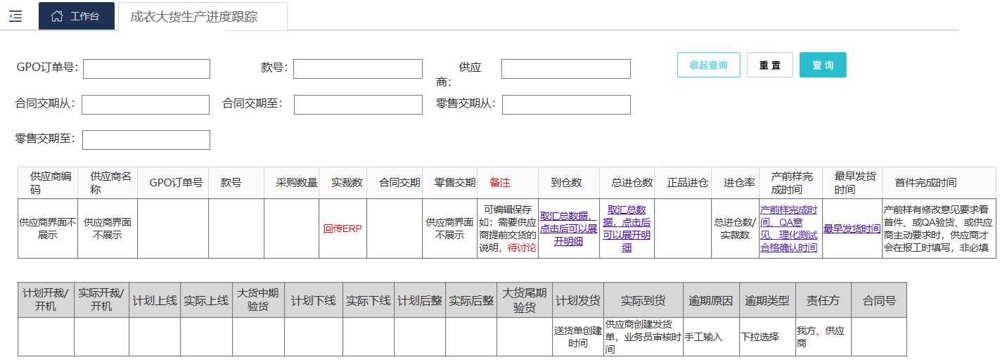 工作台
成衣大货生产进度跟踪
GPO订单号：
款号：
供应
商：
收起查询
重 置
查 询
合同交期从：
合同交期至：
零售交期从：
零售交期至：
供应商编
码
供应商名
称
GPO订单号
款号
采购数量
实裁数
合同交期
零售交期
备注
到仓数
总进仓数
正品进仓
进仓率
产前样完
成时间
最早发货
时间
首件完成时间
供应商界面不
展示
供应商界面
不展示
回传ERP
供应商界面
不展示
可编辑保存
如：需要供应
商提前交货的
说明，待讨论
取汇总数据，
点击后可以展
开明细
取汇总数
据，点击后
可以展开明
细
总进仓数/
实裁数
产前样完成时
间、QA意
见、理化测试
合格确认时间
最早发货时间
产前样有修改意见要求看
首件、或QA验货、或供应
商主动要求时，供应商才
会在报工时填写，非必填
计划开裁/
开机
实际开裁/
开机
计划上线
实际上线
大货中期
验货
计划下线
实际下线
计划后整
实际后整
大货尾期
验货
计划发货
实际到货
逾期原因
逾期类型
责任方
合同号
送货单创建
时间
供应商创建发货
单，业务员审核时
间
手工输入
下拉选择
我方、供应
商